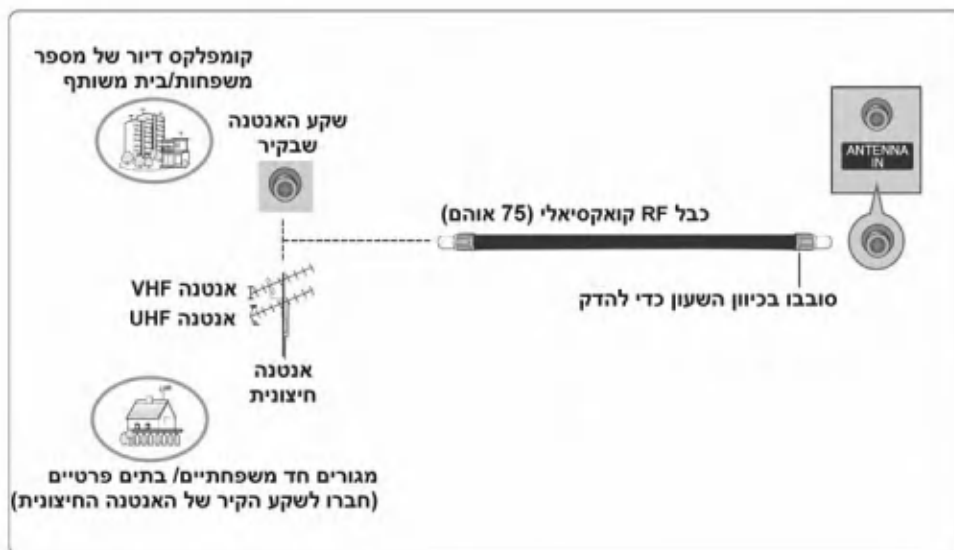 קומפלקס דיור של מספר
משפחות/בית משותף
שקע האנטנה
שבקיר
ANTENNA
IN
כבל RF קואקסיאלי (75 אוהם)
סובבו בכיוון השעון כדי להדק
אנטנה VHF
אנטנה UHF
אנטנה
חיצונית
מגורים חד משפחתיים/ בתים פרטיים
(חברו לשקע הקיר של האנטנה החיצונית)